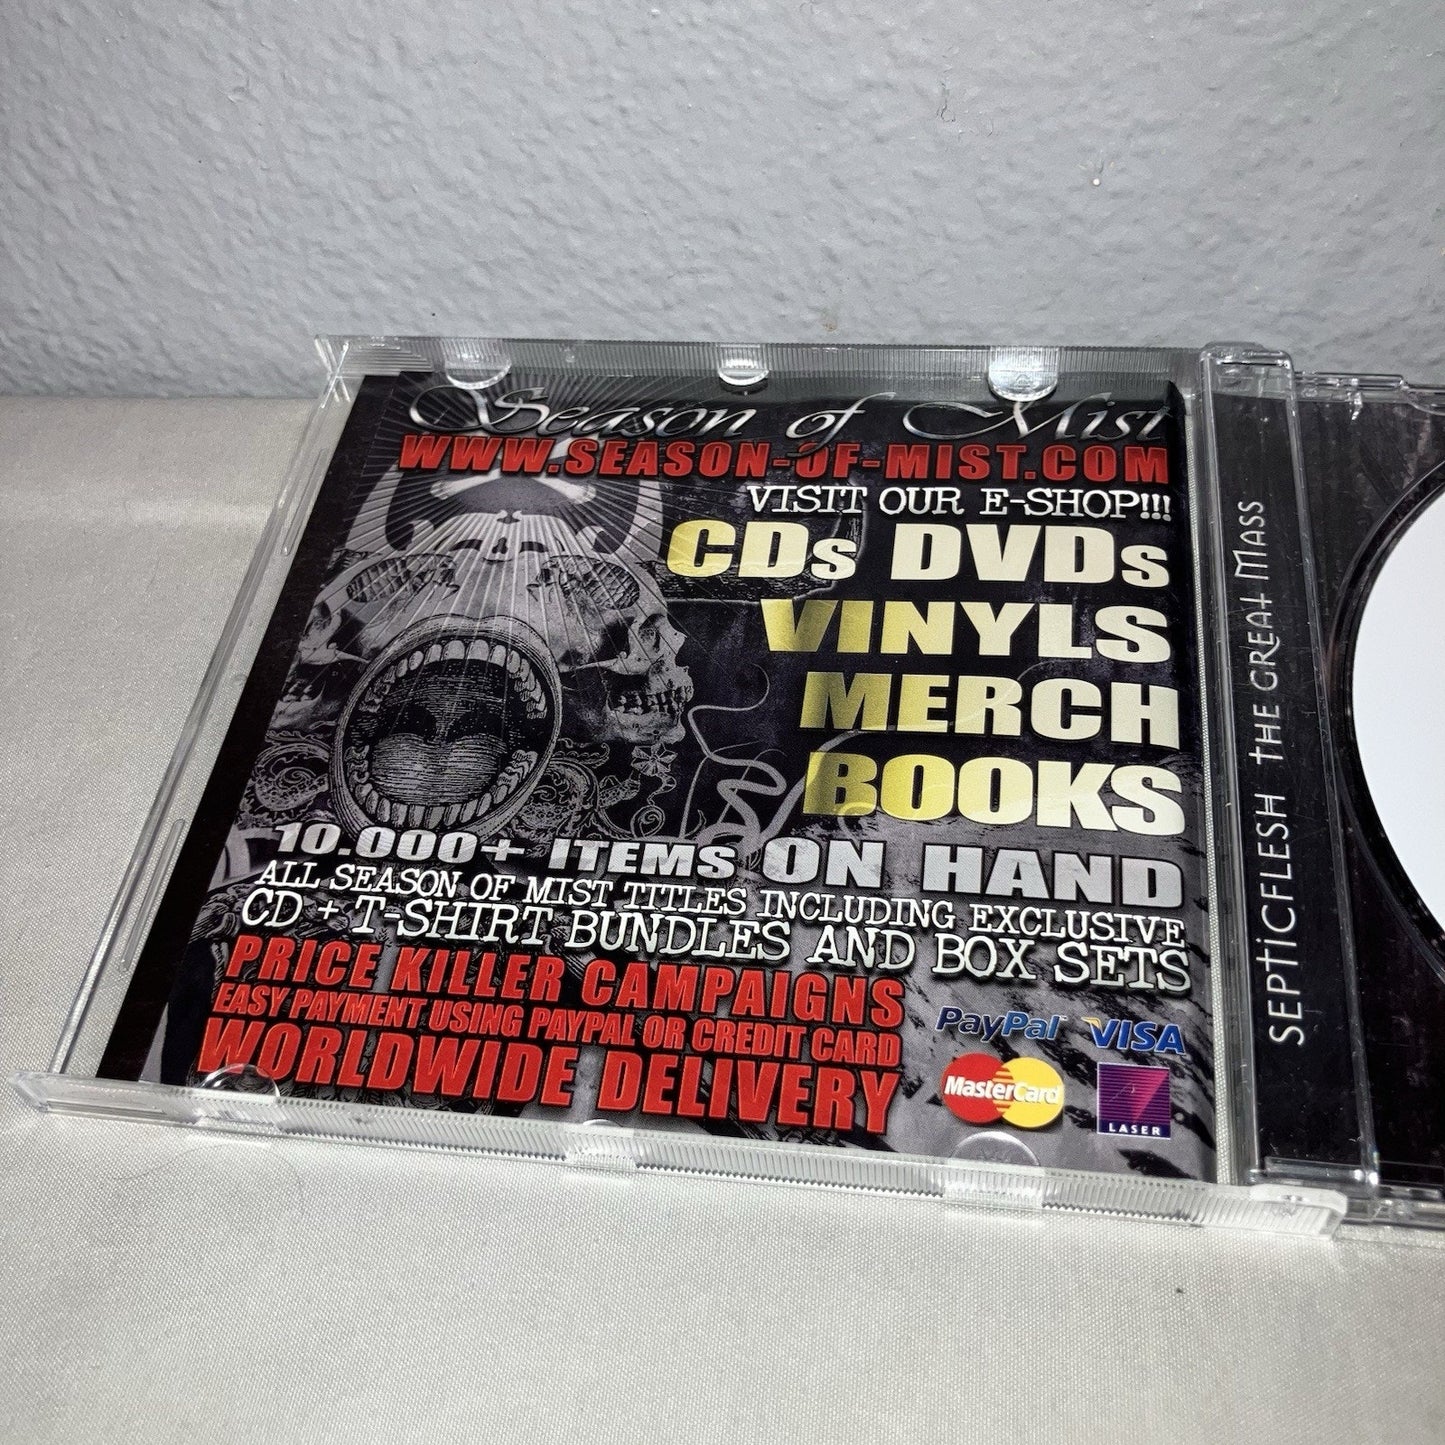 Season of Mist
WWW.SEASON-OF-MIST.COM
VISIT OUR E-SHOP!!!
CDs DVDs
VINYLS
MERCH
BOOKS
10.000+ ITEMS ON HAND
ALL SEASON OF MIST TITLES INCLUDING EXCLUSIVE
CD + T-SHIRT BUNDLES AND BOX SETS
PRICE KILLER CAMPAIGNS
EASY PAYMENT USING PAYPAL OR CREDIT CARD
WORLDWIDE DELIVERY
PayPal VISA
MasterCard LASER
SEPTICFLESH THE GREAT MASS